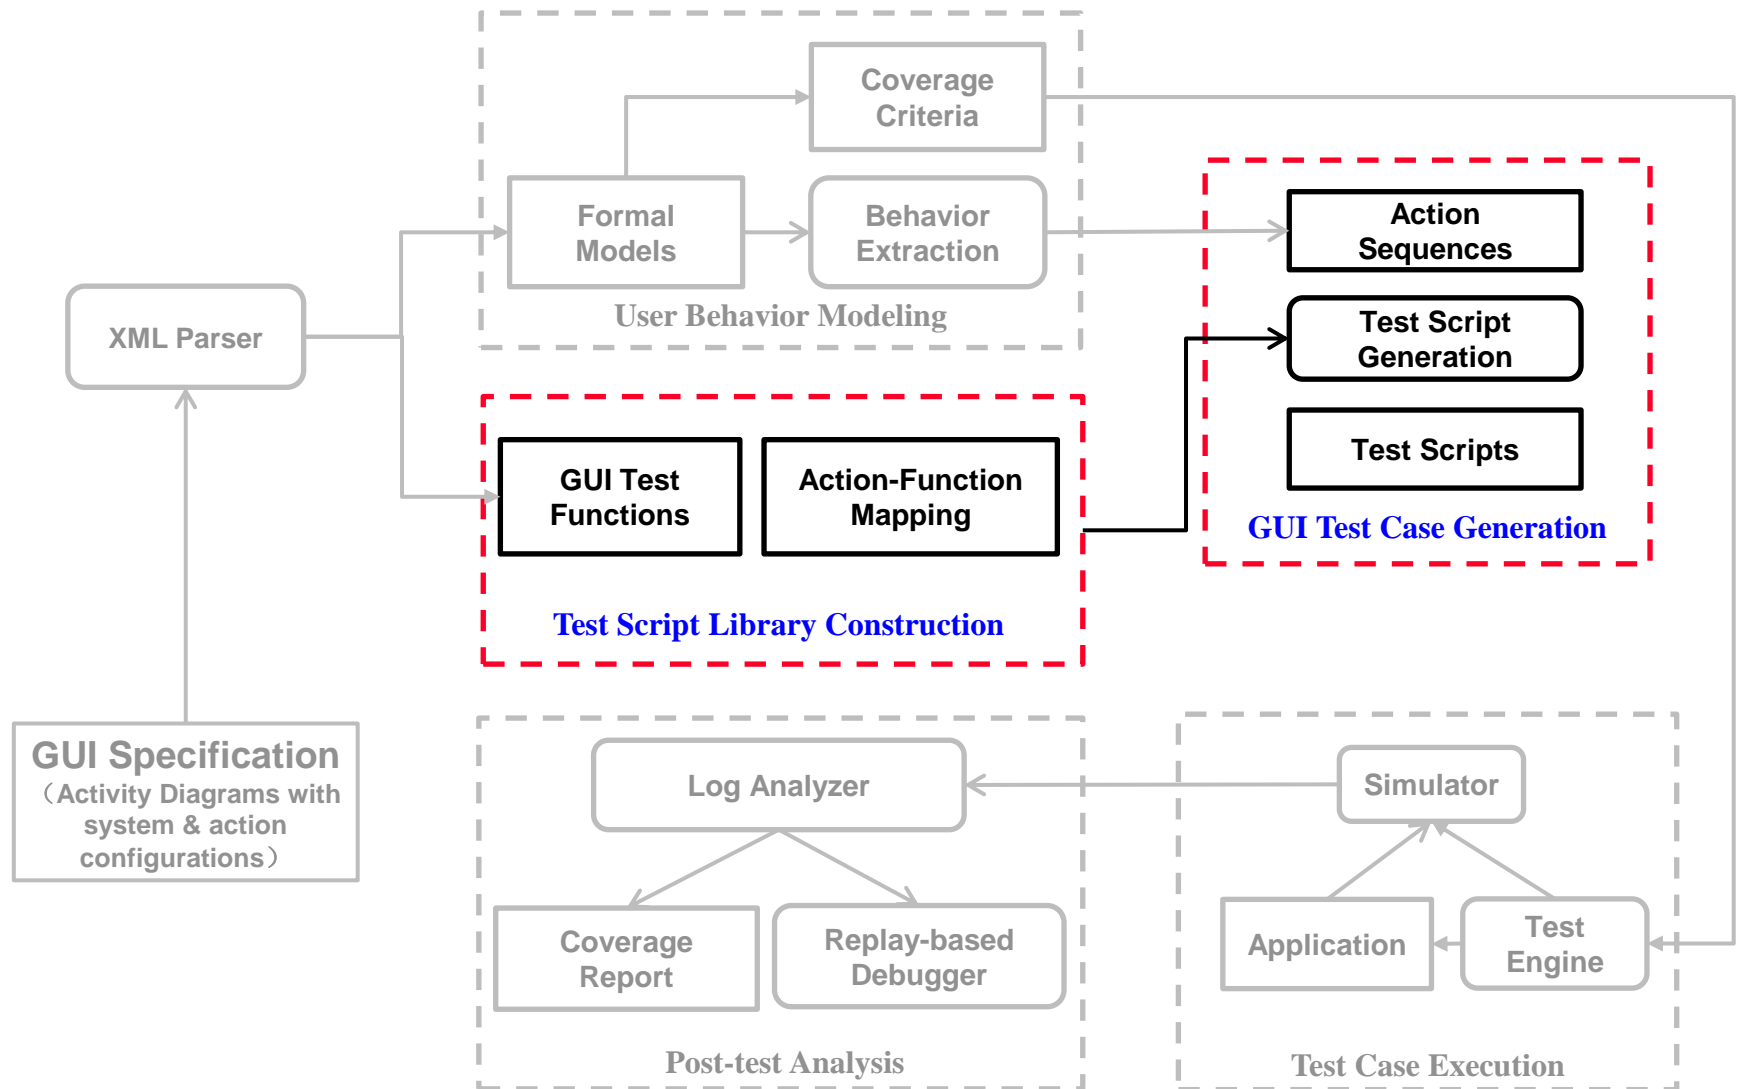 Coverage
Criteria
Formal
Models
Behavior
Extraction
User Behavior Modeling
XML Parser
Action
Sequences
Test Script
Generation
Test Scripts
GUI Test Case Generation
GUI Test
Functions
Action-Function
Mapping
Test Script Library Construction
GUI Specification
（Activity Diagrams with
system & action
configurations）
Log Analyzer
Coverage
Report
Replay-based
Debugger
Post-test Analysis
Simulator
Application
Test
Engine
Test Case Execution